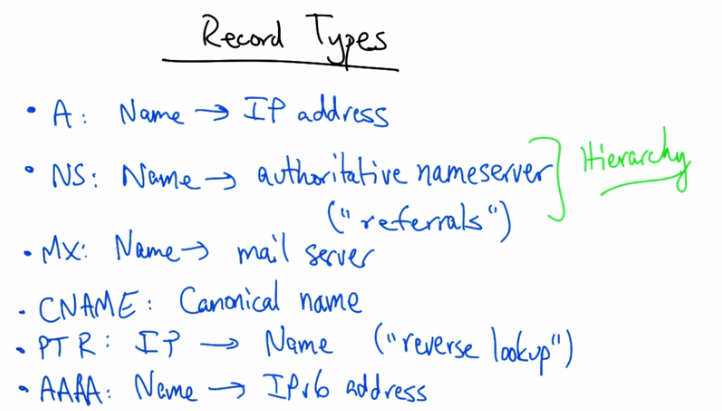 Record Types
• A: Name → IP address
• NS: Name → authoritative nameserver
("referrals")
Hierarchy
• MX: Name → mail server
• CNAME: Canonical name
• PTR: IP → Name ("reverse lookup")
• AAAA: Name → IPv6 address